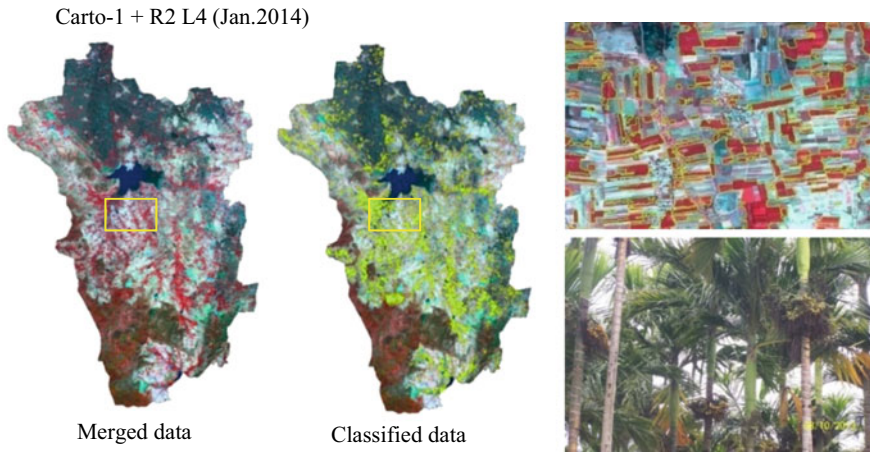 Carto-1 + R2 L4 (Jan.2014)
Merged data
Classified data